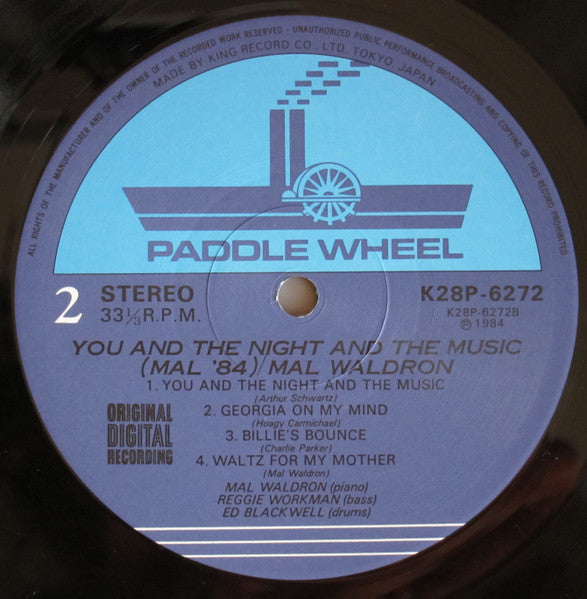 ALL RIGHTS OF THE MANUFACTURER AND OF THE OWNER OF THE RECORDED WORK RESERVED - UNAUTHORIZED PUBLIC PERFORMANCE BROADCASTING AND COPYING OF THIS RECORD PROHIBITED
MADE BY KING RECORD CO., LTD. TOKYO, JAPAN
PADDLE WHEEL
2 STEREO
33⅓ R.P.M.
K28P-6272
K28P-6272B
Ⓟ 1984
YOU AND THE NIGHT AND THE MUSIC
(MAL '84)/MAL WALDRON
1. YOU AND THE NIGHT AND THE MUSIC
(Arthur Schwartz)
2. GEORGIA ON MY MIND
(Hoagy Carmichael)
3. BILLIE'S BOUNCE
(Charlie Parker)
4. WALTZ FOR MY MOTHER
(Mal Waldron)
ORIGINAL
DIGITAL
RECORDING
MAL WALDRON (piano)
REGGIE WORKMAN (bass)
ED BLACKWELL (drums)